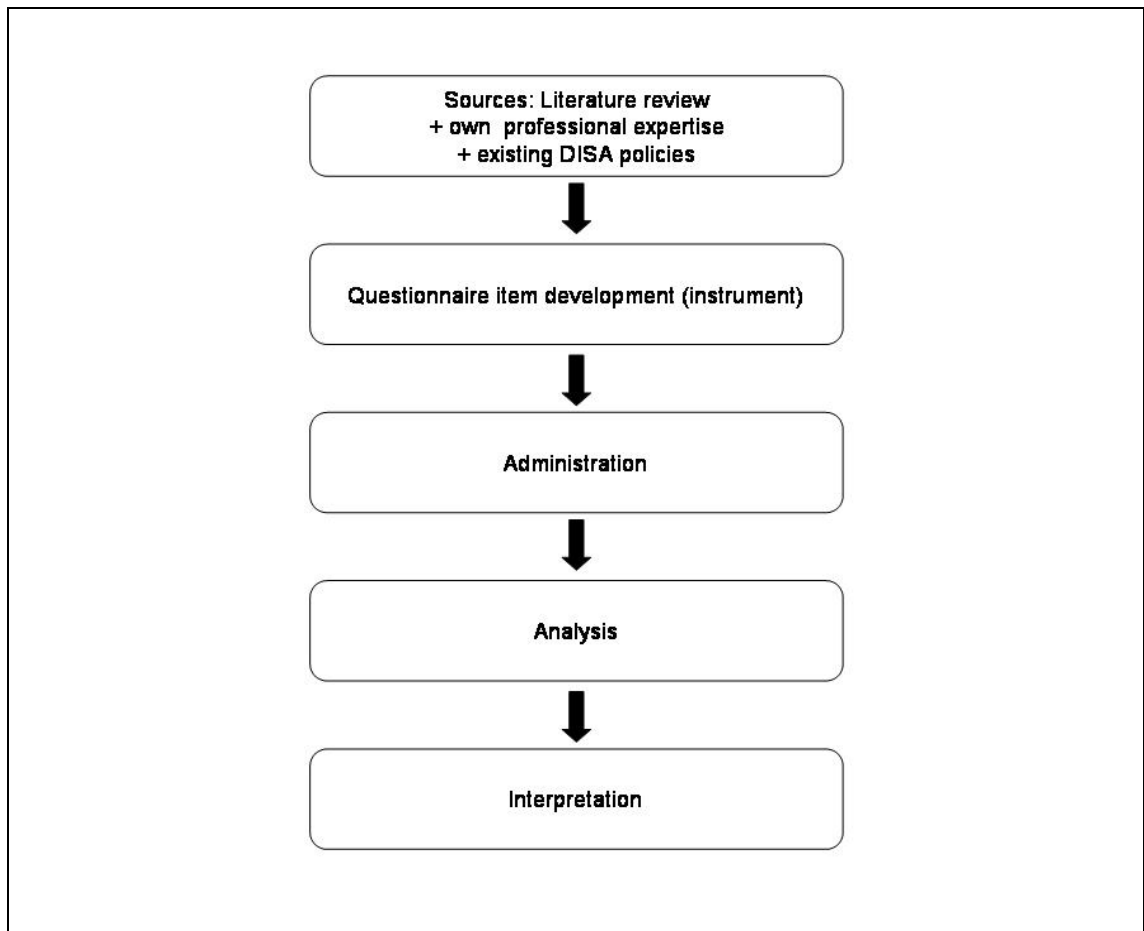 Sources: Literature review
+ own professional expertise
+ existing DISA policies
Questionnaire item development (instrument)
Administration
Analysis
Interpretation